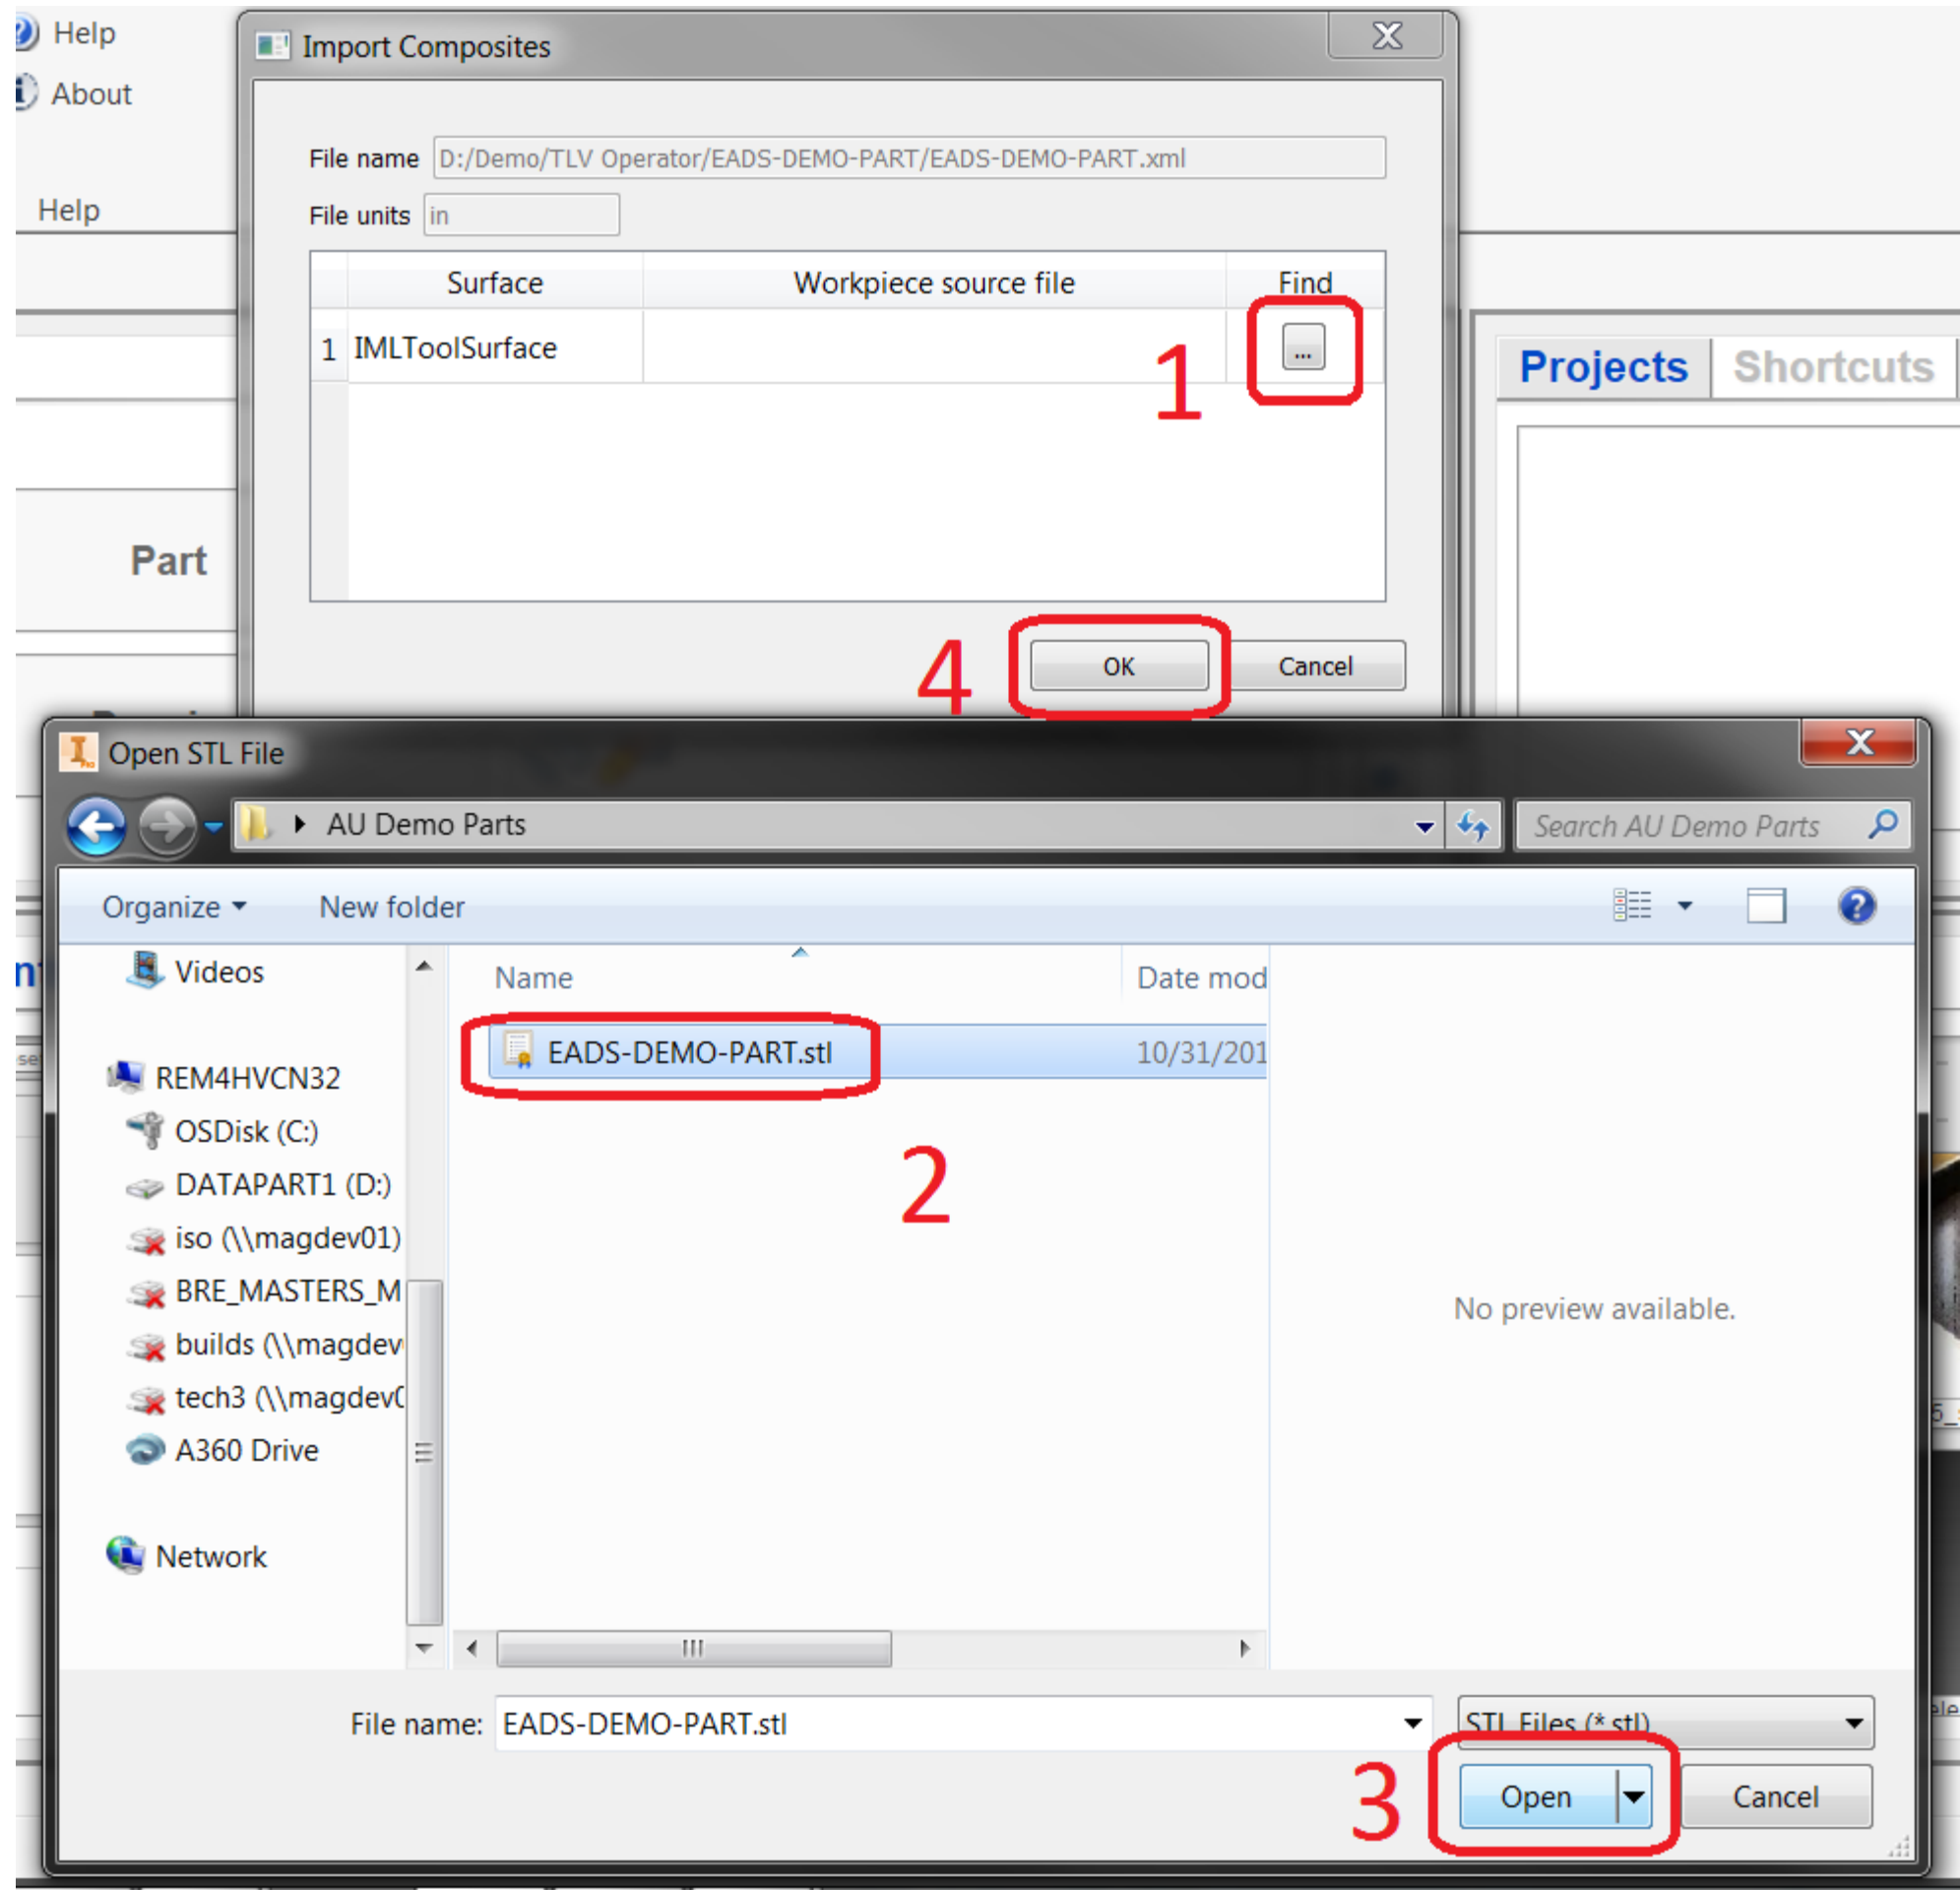 Help
About
Help
Import Composites
File name D:/Demo/TLV Operator/EADS-DEMO-PART/EADS-DEMO-PART.xml
File units in
Surface Workpiece source file Find
1 IMLToolSurface ...
1
Projects Shortcuts
Part
4
OK Cancel
Open STL File
AU Demo Parts
Search AU Demo Parts
Organize New folder
Videos
Name Date mod
EADS-DEMO-PART.stl 10/31/201
REM4HVCN32
OSDisk (C:)
2
DATAPART1 (D:)
iso (\\magdev01)
BRE_MASTERS_M
No preview available.
builds (\\magdev
tech3 (\\magdev0
A360 Drive
Network
File name: EADS-DEMO-PART.stl STL Files (*.stl)
3
Open Cancel